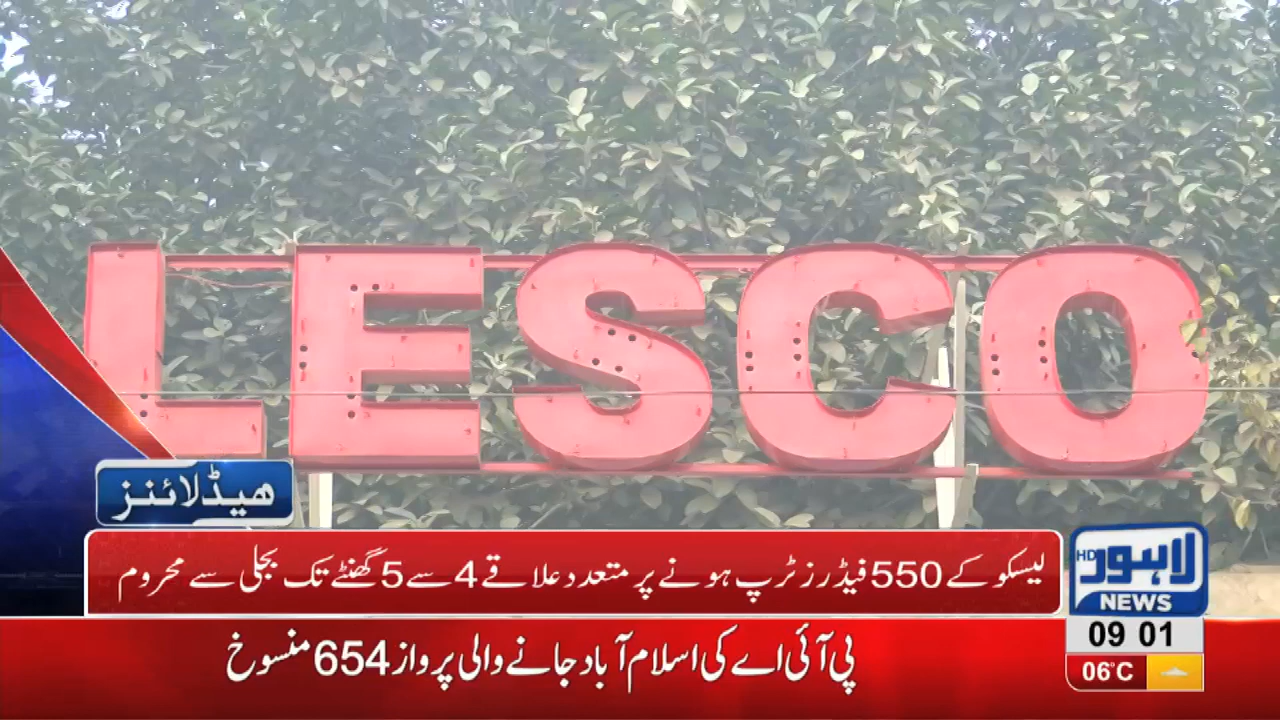 LESCO
ہیڈلائنز
لیسکو کے 550 فیڈرز ٹرپ ہونے پر متعدد علاقے 4 سے 5 گھنٹے تک بجلی سے محروم
پی آئی اے کی اسلام آباد جانے والی پرواز 654 منسوخ
لاہور HD
NEWS
09 01
06°C